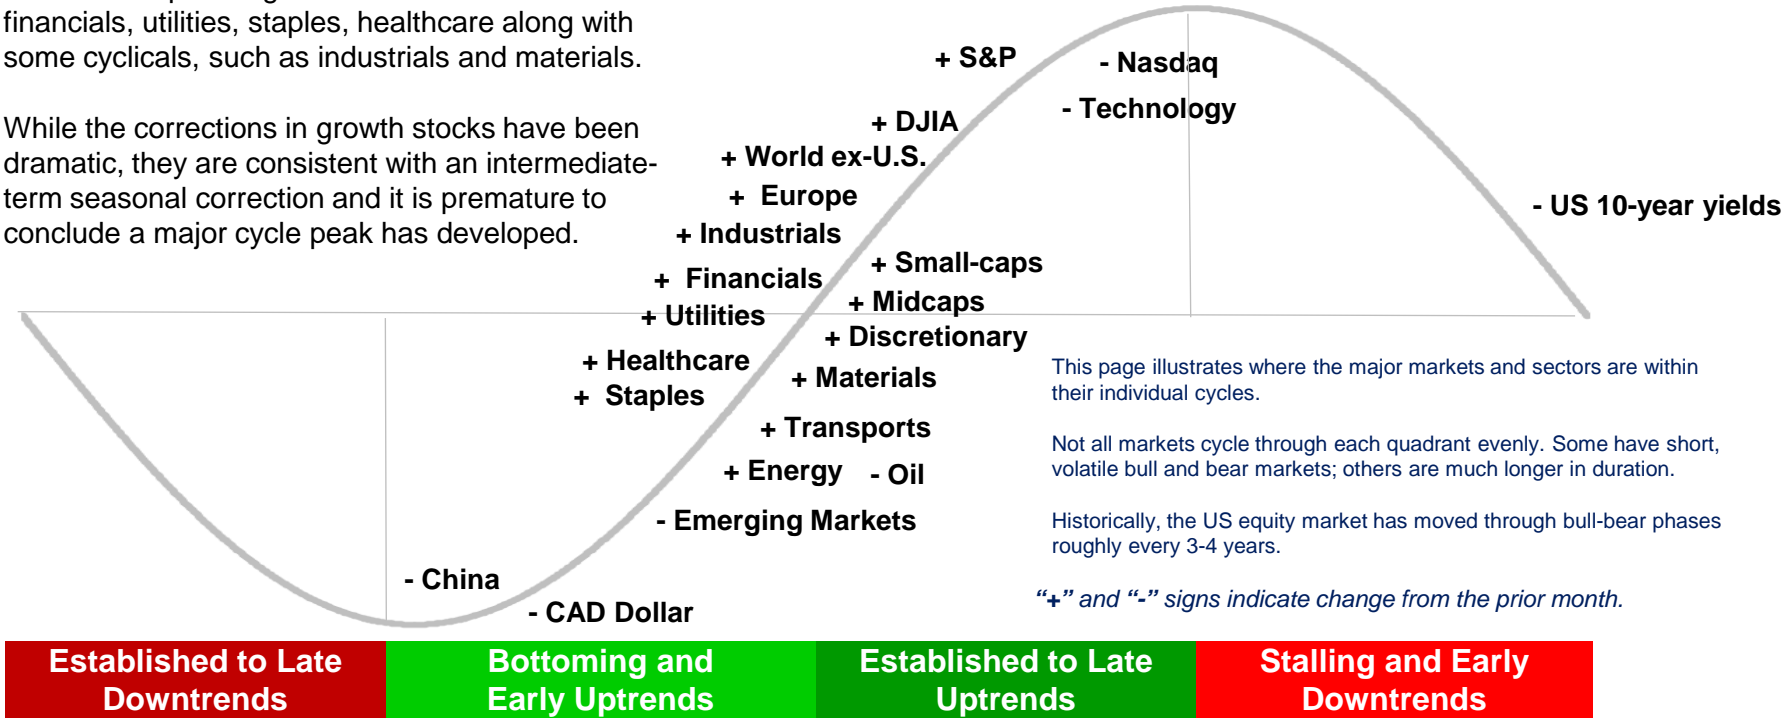 financials, utilities, staples, healthcare along with
some cyclicals, such as industrials and materials.
While the corrections in growth stocks have been
dramatic, they are consistent with an intermediate-
term seasonal correction and it is premature to
conclude a major cycle peak has developed.
+ S&P
- Nasdaq
- Technology
+ DJIA
+ World ex-U.S.
+ Europe
- US 10-year yields
+ Industrials
+ Small-caps
+ Financials
+ Midcaps
+ Utilities
+ Discretionary
+ Healthcare
+ Materials
+ Staples
+ Transports
+ Energy
- Oil
- Emerging Markets
- China
- CAD Dollar
This page illustrates where the major markets and sectors are within
their individual cycles.
Not all markets cycle through each quadrant evenly. Some have short,
volatile bull and bear markets; others are much longer in duration.
Historically, the US equity market has moved through bull-bear phases
roughly every 3-4 years.
“+” and “-” signs indicate change from the prior month.
Established to Late
Downtrends
Bottoming and
Early Uptrends
Established to Late
Uptrends
Stalling and Early
Downtrends